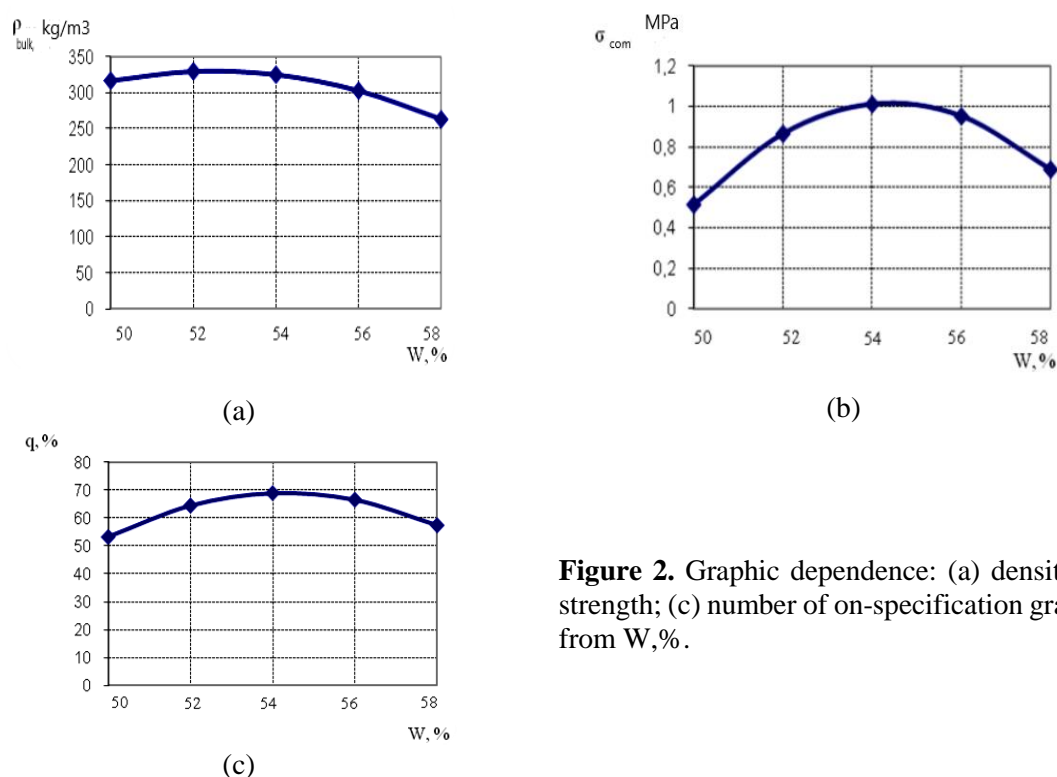 ρ bulk, kg/m3
350
300
250
200
150
100
50
0
50 52 54 56 58
W,%
(a)
σ com MPa
1,2
1
0,8
0,6
0,4
0,2
0
50 52 54 56 58
W,%
(b)
q,%
80
70
60
50
40
30
20
10
0
50 52 54 56 58
W,%
(c)
Figure 2. Graphic dependence: (a) densit
strength; (c) number of on-specification gra
from W,%.